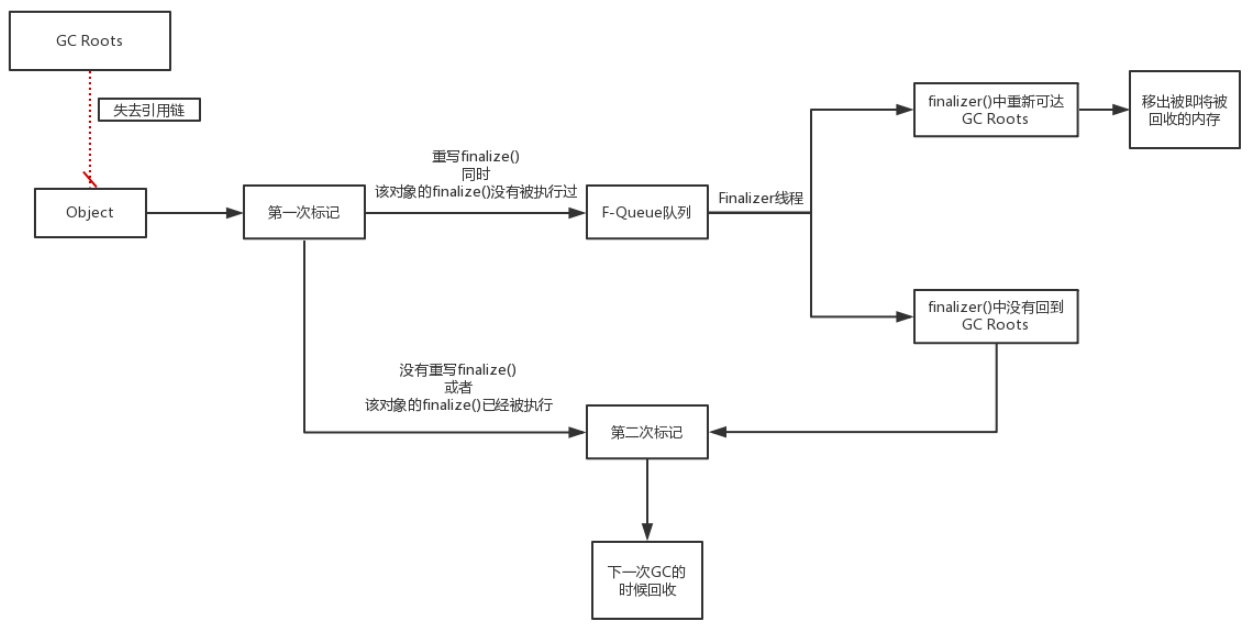 GC Roots
失去引用链
Object
第一次标记
重写finalize()
同时
该对象的finalize()没有被执行过
F-Queue队列
Finalizer线程
finalizer()中重新可达
GC Roots
移出被即将被
回收的内存
finalizer()中没有回到
GC Roots
没有重写finalize()
或者
该对象的finalize()已经被执行
第二次标记
下一次GC的
时候回收